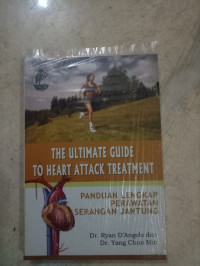 THE ULTIMATE GUIDE
TO HEART ATTACK TREATMENT
PANDUAN LENGKAP
PERAWATAN
SERANGAN JANTUNG
Dr. Ryan D'Angelo dan
Dr. Yang Chua Min